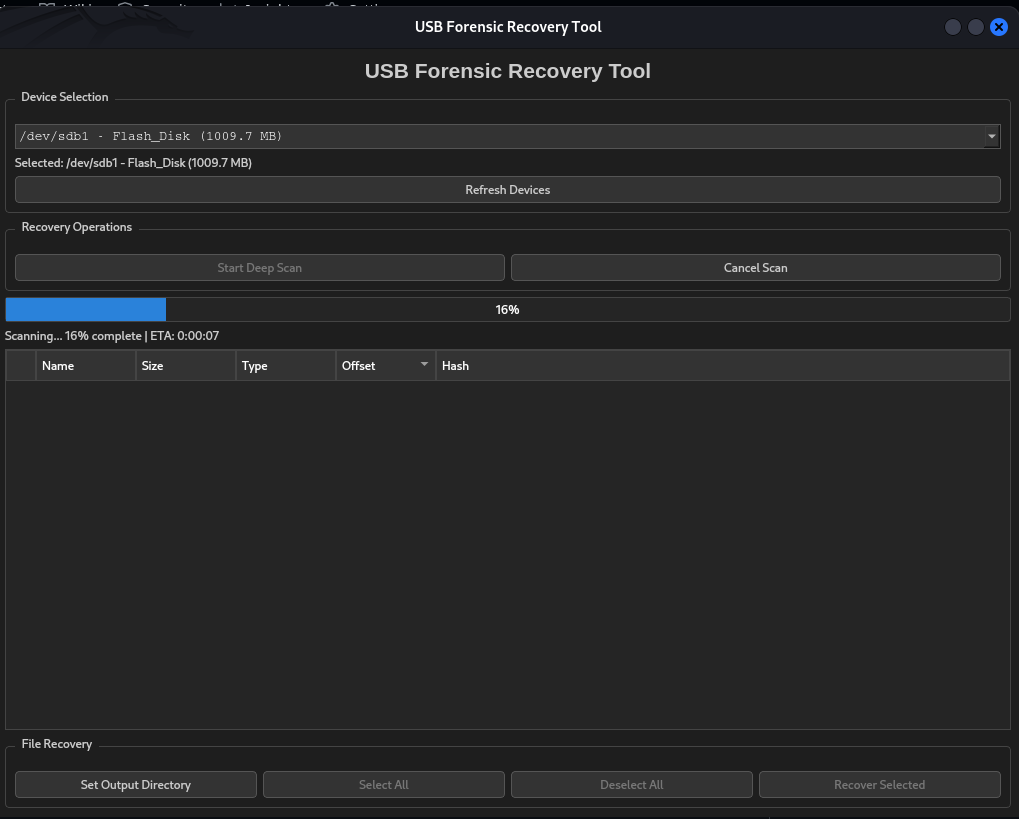 USB Forensic Recovery Tool
USB Forensic Recovery Tool
Device Selection
/dev/sdb1 - Flash_Disk (1009.7 MB)
Selected: /dev/sdb1 - Flash_Disk (1009.7 MB)
Refresh Devices
Recovery Operations
Start Deep Scan Cancel Scan
16%
Scanning... 16% complete | ETA: 0:00:07
Name Size Type Offset Hash
File Recovery
Set Output Directory Select All Deselect All Recover Selected